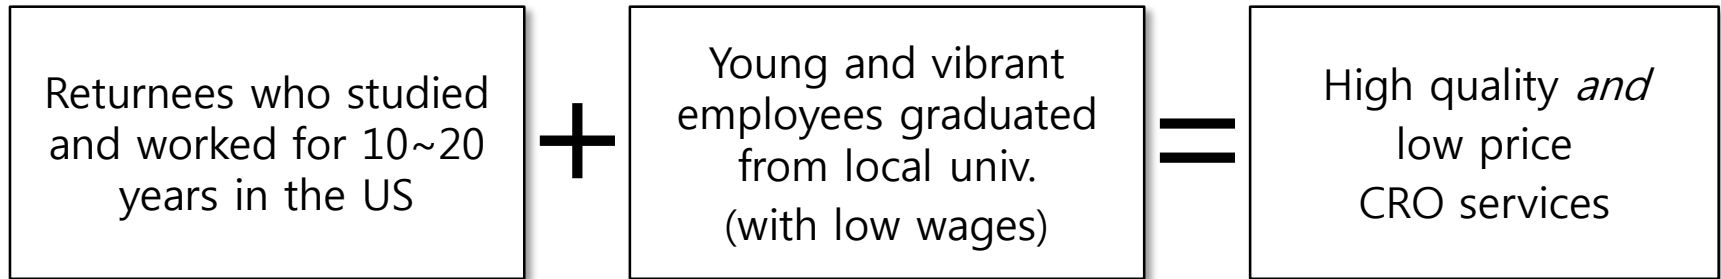 Returnees who studied
and worked for 10~20
years in the US
+
Young and vibrant
employees graduated
from local univ.
(with low wages)
=
High quality and
low price
CRO services